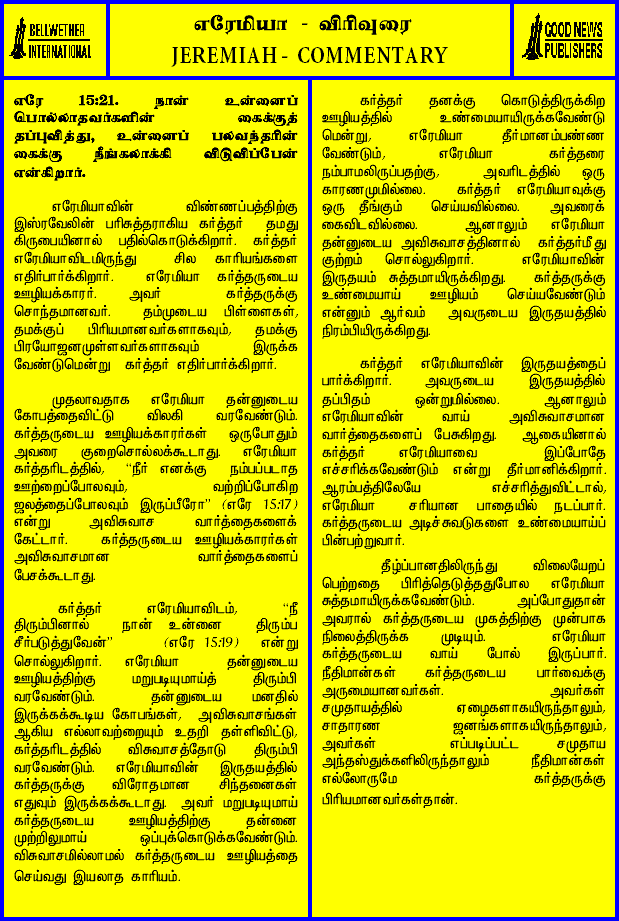 BELLWETHER
INTERNATIONAL
எரேமியா - விரிவுரை
JEREMIAH - COMMENTARY
GOOD NEWS
PUBLISHERS
எரே 15:21. நான் உன்னைப்
பொல்லாதவர்களின் கைக்குத்
தப்புவித்து, உன்னைப் பலவந்தரின்
கைக்கு நீங்கலாக்கி விடுவிப்பேன்
என்கிறார்.
எரேமியாவின் விண்ணப்பத்திற்கு
இஸ்ரவேலின் பரிசுத்தராகிய கர்த்தர் தமது
கிருபையினால் பதில்கொடுக்கிறார். கர்த்தர்
எரேமியாவிடமிருந்து சில காரியங்களை
எதிர்பார்க்கிறார். எரேமியா கர்த்தருடைய
ஊழியக்காரர். அவர் கர்த்தருக்கு
சொந்தமானவர். தம்முடைய பிள்ளைகள்,
தமக்குப் பிரியமானவர்களாகவும், தமக்கு
பிரயோஜனமுள்ளவர்களாகவும் இருக்க
வேண்டுமென்று கர்த்தர் எதிர்பார்க்கிறார்.
முதலாவதாக எரேமியா தன்னுடைய
கோபத்தைவிட்டு விலகி வரவேண்டும்.
கர்த்தருடைய ஊழியக்காரர்கள் ஒருபோதும்
அவரை குறைசொல்லக்கூடாது. எரேமியா
கர்த்தரிடத்தில், “நீர் எனக்கு நம்பப்படாத
ஊற்றைப்போலவும், வற்றிப்போகிற
ஜலத்தைப்போலவும் இருப்பீரோ” (எரே 15:17)
என்று அவிசுவாச வார்த்தைகளைக்
கேட்டார். கர்த்தருடைய ஊழியக்காரர்கள்
அவிசுவாசமான வார்த்தைகளைப்
பேசக்கூடாது.
கர்த்தர் எரேமியாவிடம், “நீ
திரும்பினால் நான் உன்னை திரும்ப
சீர்படுத்துவேன்” (எரே 15:19) என்று
சொல்லுகிறார். எரேமியா தன்னுடைய
ஊழியத்திற்கு மறுபடியுமாய்த் திரும்பி
வரவேண்டும். தன்னுடைய மனதில்
இருக்கக்கூடிய கோபங்கள், அவிசுவாசங்கள்
ஆகிய எல்லாவற்றையும் உதறி தள்ளிவிட்டு,
கர்த்தரிடத்தில் விசுவாசத்தோடு திரும்பி
வரவேண்டும். எரேமியாவின் இருதயத்தில்
கர்த்தருக்கு விரோதமான சிந்தனைகள்
எதுவும் இருக்கக்கூடாது. அவர் மறுபடியுமாய்
கர்த்தருடைய ஊழியத்திற்கு தன்னை
முற்றிலுமாய் ஒப்புக்கொடுக்கவேண்டும்.
விசுவாசமில்லாமல் கர்த்தருடைய ஊழியத்தை
செய்வது இயலாத காரியம்.
கர்த்தர் தனக்கு கொடுத்திருக்கிற
ஊழியத்தில் உண்மையாயிருக்கவேண்டு
மென்று, எரேமியா தீர்மானம்பண்ண
வேண்டும், எரேமியா கர்த்தரை
நம்பாமலிருப்பதற்கு, அவரிடத்தில் ஒரு
காரணமுமில்லை. கர்த்தர் எரேமியாவுக்கு
ஒரு தீங்கும் செய்யவில்லை. அவரைக்
கைவிடவில்லை. ஆனாலும் எரேமியா
தன்னுடைய அவிசுவாசத்தினால் கர்த்தர்மீது
குற்றம் சொல்லுகிறார். எரேமியாவின்
இருதயம் சுத்தமாயிருக்கிறது. கர்த்தருக்கு
உண்மையாய் ஊழியம் செய்யவேண்டும்
என்னும் ஆர்வம் அவருடைய இருதயத்தில்
நிரம்பியிருக்கிறது.
கர்த்தர் எரேமியாவின் இருதயத்தைப்
பார்க்கிறார். அவருடைய இருதயத்தில்
தப்பிதம் ஒன்றுமில்லை. ஆனாலும்
எரேமியாவின் வாய் அவிசுவாசமான
வார்த்தைகளைப் பேசுகிறது. ஆகையினால்
கர்த்தர் எரேமியாவை இப்போதே
எச்சரிக்கவேண்டும் என்று தீர்மானிக்கிறார்.
ஆரம்பத்திலேயே எச்சரித்துவிட்டால்,
எரேமியா சரியான பாதையில் நடப்பார்.
கர்த்தருடைய அடிச்சுவடுகளை உண்மையாய்ப்
பின்பற்றுவார்.
தீழ்ப்பானதிலிருந்து விலையேறப்
பெற்றதை பிரித்தெடுத்ததுபோல எரேமியா
சுத்தமாயிருக்கவேண்டும். அப்போதுதான்
அவரால் கர்த்தருடைய முகத்திற்கு முன்பாக
நிலைத்திருக்க முடியும். எரேமியா
கர்த்தருடைய வாய் போல் இருப்பார்.
நீதிமான்கள் கர்த்தருடைய பார்வைக்கு
அருமையானவர்கள். அவர்கள்
சமுதாயத்தில் ஏழைகளாகயிருந்தாலும்,
சாதாரண ஜனங்களாகயிருந்தாலும்,
அவர்கள் எப்படிப்பட்ட சமுதாய
அந்தஸ்துக்களிலிருந்தாலும் நீதிமான்கள்
எல்லோருமே கர்த்தருக்கு
பிரியமானவர்கள்தான்.